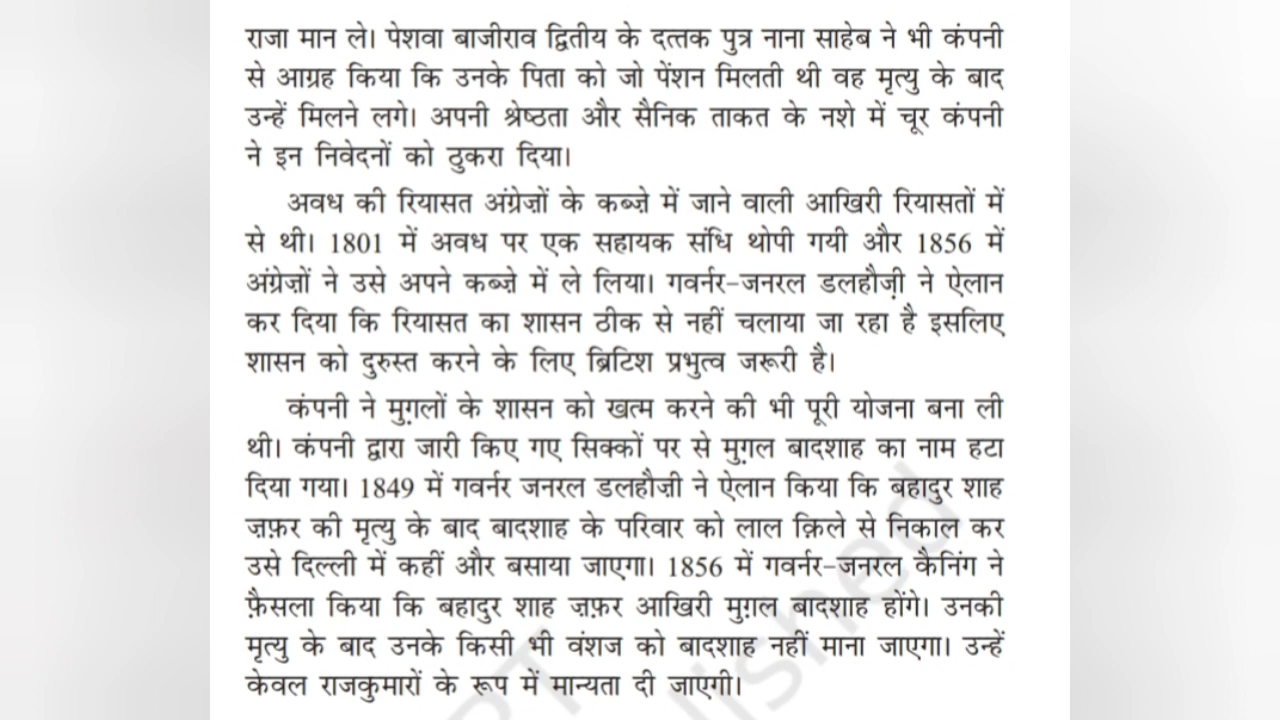 राजा मान ले। पेशवा बाजीराव द्वितीय के दत्तक पुत्र नाना साहेब ने भी कंपनी
से आग्रह किया कि उनके पिता को जो पेंशन मिलती थी वह मृत्यु के बाद
उन्हें मिलने लगे। अपनी श्रेष्ठता और सैनिक ताकत के नशे में चूर कंपनी
ने इन निवेदनों को ठुकरा दिया।
अवध की रियासत अंग्रेज़ों के कब्ज़े में जाने वाली आखिरी रियासतों में
से थी। 1801 में अवध पर एक सहायक संधि थोपी गयी और 1856 में
अंग्रेज़ों ने उसे अपने कब्ज़े में ले लिया। गवर्नर-जनरल डलहौज़ी ने ऐलान
कर दिया कि रियासत का शासन ठीक से नहीं चलाया जा रहा है इसलिए
शासन को दुरुस्त करने के लिए ब्रिटिश प्रभुत्व जरूरी है।
कंपनी ने मुग़लों के शासन को खत्म करने की भी पूरी योजना बना ली
थी। कंपनी द्वारा जारी किए गए सिक्कों पर से मुग़ल बादशाह का नाम हटा
दिया गया। 1849 में गवर्नर जनरल डलहौज़ी ने ऐलान किया कि बहादुर शाह
ज़फ़र की मृत्यु के बाद बादशाह के परिवार को लाल क़िले से निकाल कर
उसे दिल्ली में कहीं और बसाया जाएगा। 1856 में गवर्नर-जनरल कैनिंग ने
फ़ैसला किया कि बहादुर शाह ज़फ़र आखिरी मुग़ल बादशाह होंगे। उनकी
मृत्यु के बाद उनके किसी भी वंशज को बादशाह नहीं माना जाएगा। उन्हें
केवल राजकुमारों के रूप में मान्यता दी जाएगी।